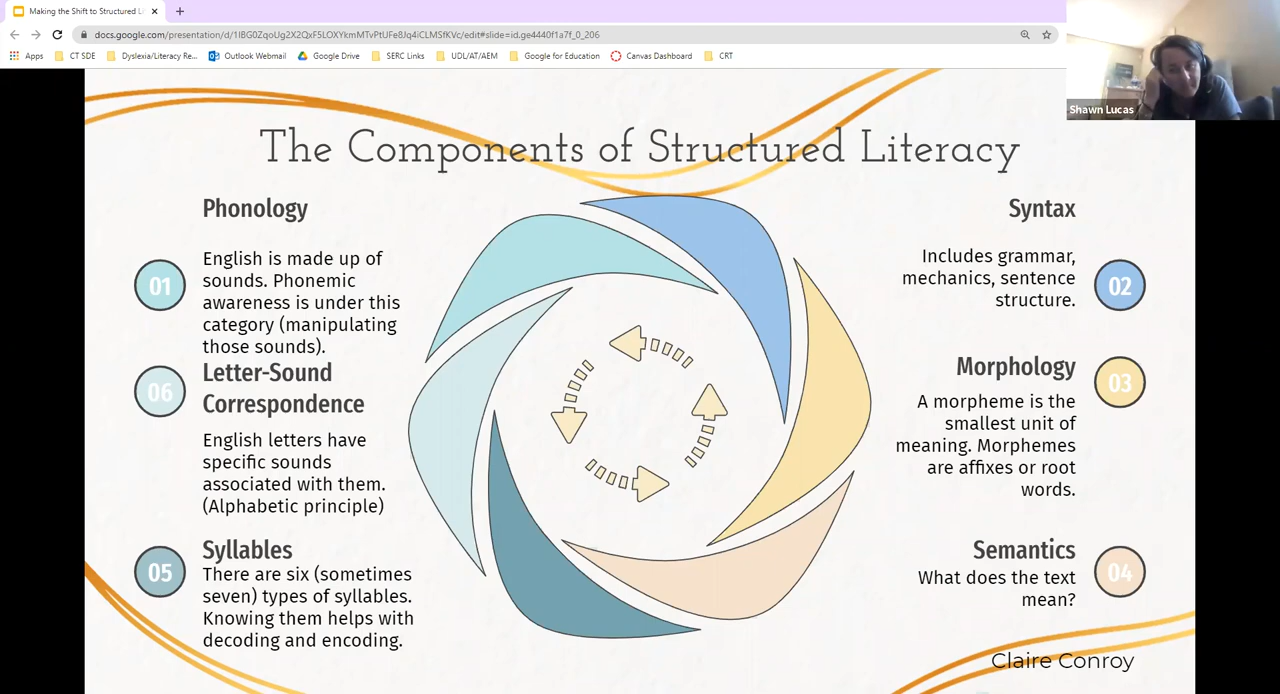 Making the Shift to Structured Li
docs.google.com/presentation/d/1IBG0ZqoUg2X2QxF5LOXYkmMTvPtUFe8Jq4iCLMSfKVc/edit#slide=id.ge4440f1a7f_0_206
Apps CT SDE Dyslexia/Literacy Re... Outlook Webmail Google Drive SERC Links UDL/AT/AEM Google for Education Canvas Dashboard CRT
Shawn Lucas
The Components of Structured Literacy
Phonology
01
English is made up of
sounds. Phonemic
awareness is under this
category (manipulating
those sounds).
06
Letter-Sound
Correspondence
English letters have
specific sounds
associated with them.
(Alphabetic principle)
05
Syllables
There are six (sometimes
seven) types of syllables.
Knowing them helps with
decoding and encoding.
Syntax
Includes grammar,
mechanics, sentence
structure.
02
Morphology
03
A morpheme is the
smallest unit of
meaning. Morphemes
are affixes or root
words.
Semantics
04
What does the text
mean?
Claire Conroy